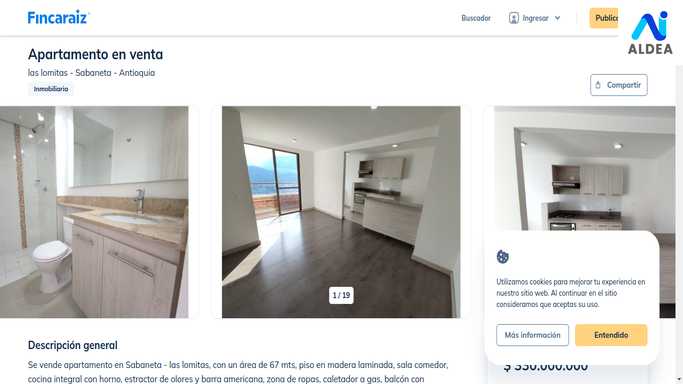 Fincaraiz
Buscador
Ingresar
Publica
ALDEA
Apartamento en venta
las lomitas - Sabaneta - Antioquia
Inmobiliario
Compartir
1 / 19
Utilizamos cookies para mejorar tu experiencia en
nuestro sitio web. Al continuar en el sitio
consideramos que aceptas su uso.
Más información
Entendido
$ 330.000.000
Descripción general
Se vende apartamento en Sabaneta - las lomitas, con un área de 67 mts, piso en madera laminada, sala comedor,
cocina integral con horno, estractor de olores y barra americana, zona de ropas, caletador a gas, balcón con